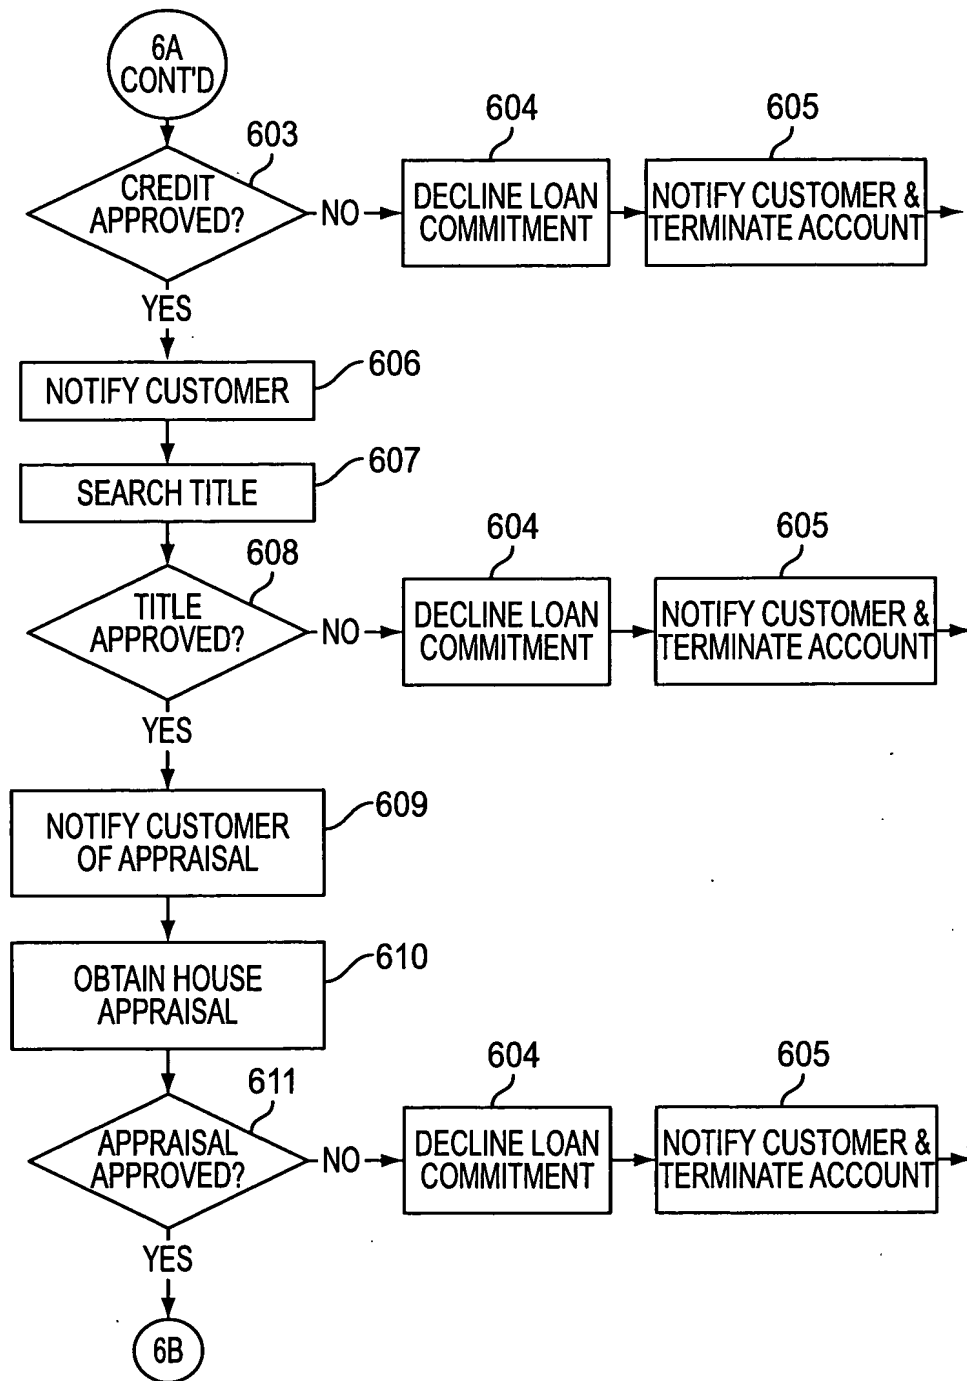 6A
CONT'D
603
604
605
CREDIT
APPROVED?
NO
DECLINE LOAN
COMMITMENT
NOTIFY CUSTOMER &
TERMINATE ACCOUNT
YES
606
NOTIFY CUSTOMER
607
SEARCH TITLE
608
604
605
TITLE
APPROVED?
NO
DECLINE LOAN
COMMITMENT
NOTIFY CUSTOMER &
TERMINATE ACCOUNT
YES
609
NOTIFY CUSTOMER
OF APPRAISAL
610
OBTAIN HOUSE
APPRAISAL
611
604
605
APPRAISAL
APPROVED?
NO
DECLINE LOAN
COMMITMENT
NOTIFY CUSTOMER &
TERMINATE ACCOUNT
YES
6B